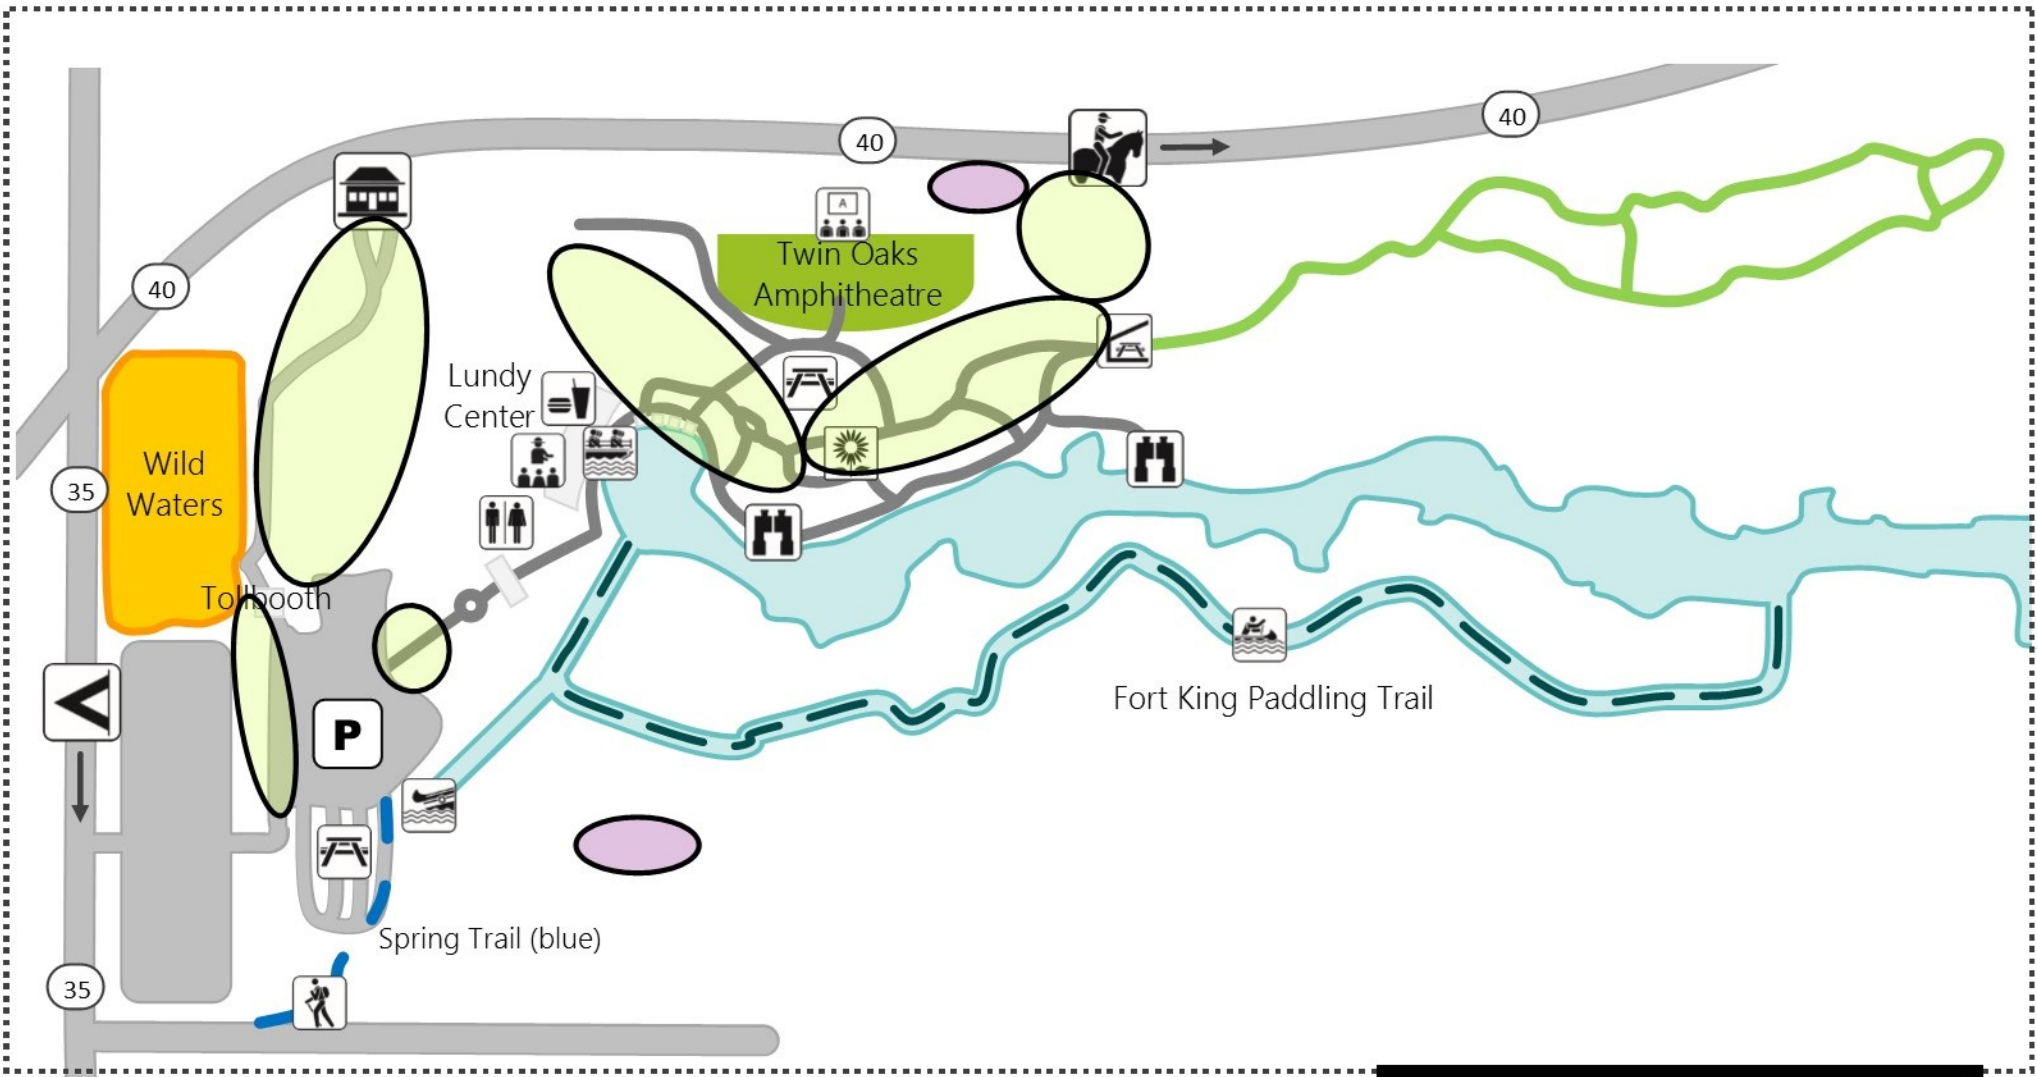 40
40
A
40
Twin Oaks
Amphitheatre
Lundy
Center
Wild
Waters
35
Tollbooth
Fort King Paddling Trail
P
Spring Trail (blue)
35